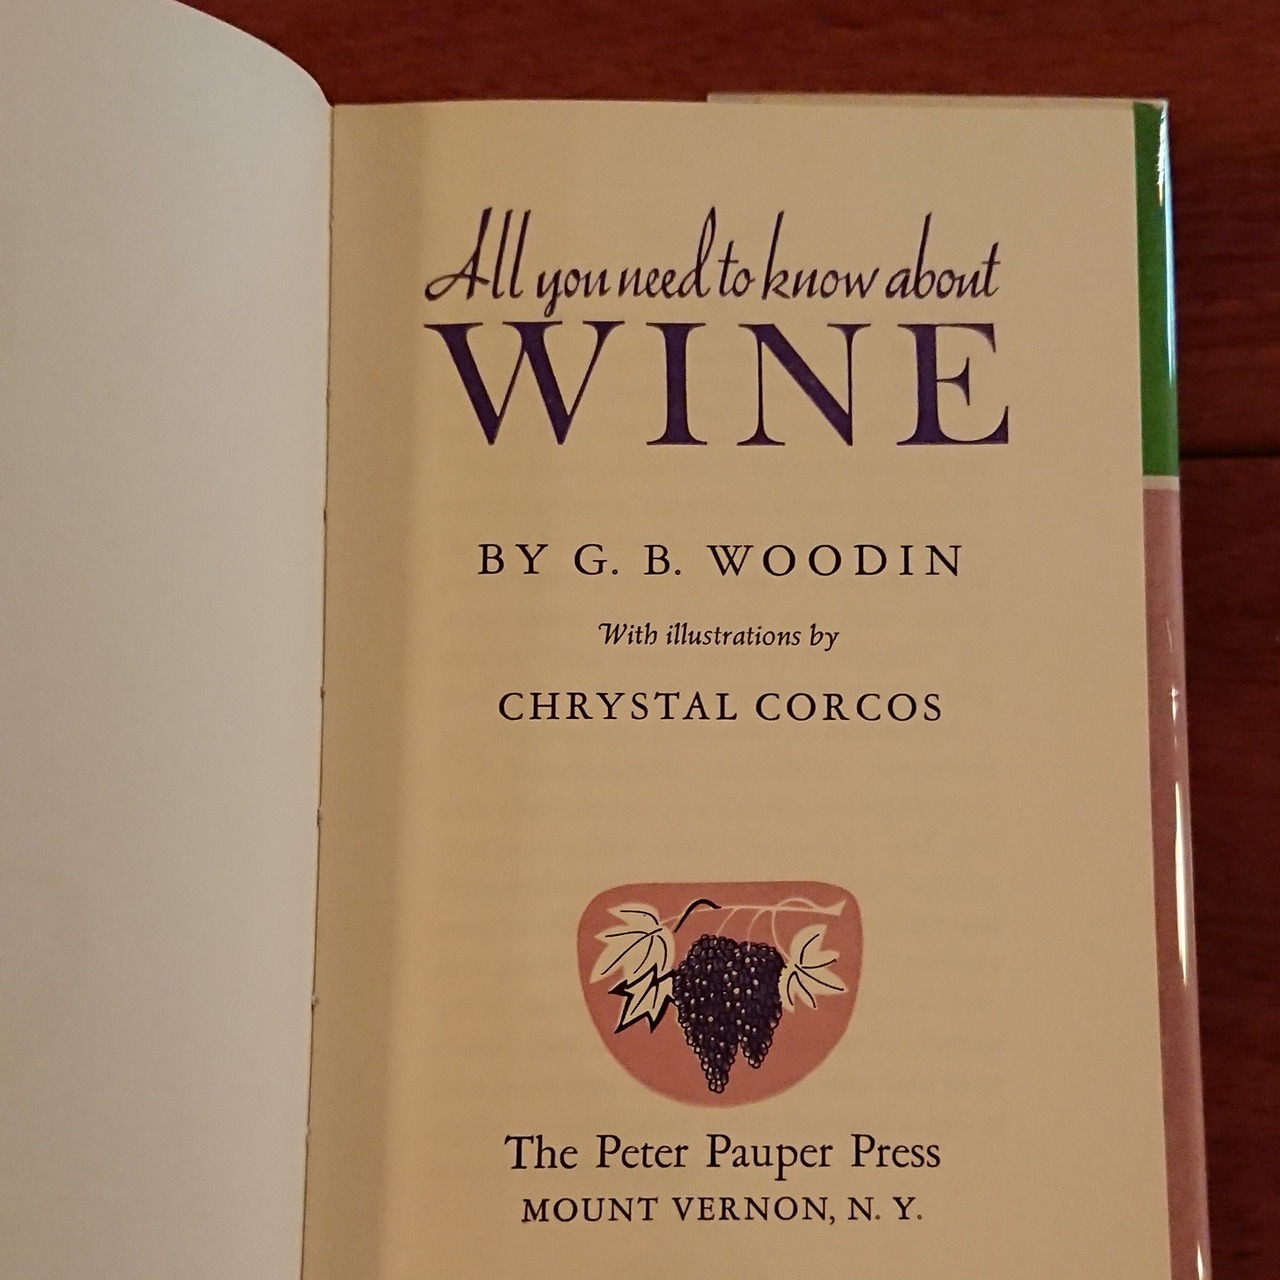 All you need to know about
WINE
BY G. B. WOODIN
With illustrations by
CHRYSTAL CORCOS
The Peter Pauper Press
MOUNT VERNON, N. Y.